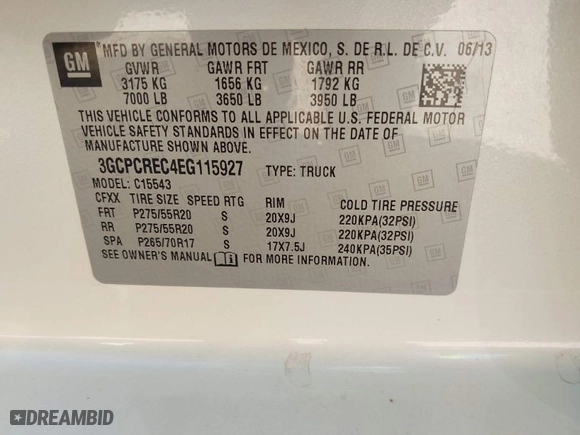 GM MFD BY GENERAL MOTORS DE MEXICO, S. DE R.L. DE C.V. 06/13
GVWR GAWR FRT GAWR RR
3175 KG 1656 KG 1792 KG
7000 LB 3650 LB 3950 LB
THIS VEHICLE CONFORMS TO ALL APPLICABLE U.S. FEDERAL MOTOR
VEHICLE SAFETY STANDARDS IN EFFECT ON THE DATE OF
MANUFACTURE SHOWN ABOVE.
3GCPCREC4EG115927 TYPE: TRUCK
MODEL: C15543
CFXX TIRE SIZE SPEED RTG RIM COLD TIRE PRESSURE
FRT P275/55R20 S 20X9J 220KPA(32PSI)
RR P275/55R20 S 20X9J 220KPA(32PSI)
SPA P265/70R17 S 17X7.5J 240KPA(35PSI)
SEE OWNER'S MANUAL FOR MORE INFORMATION.
DREAMBID